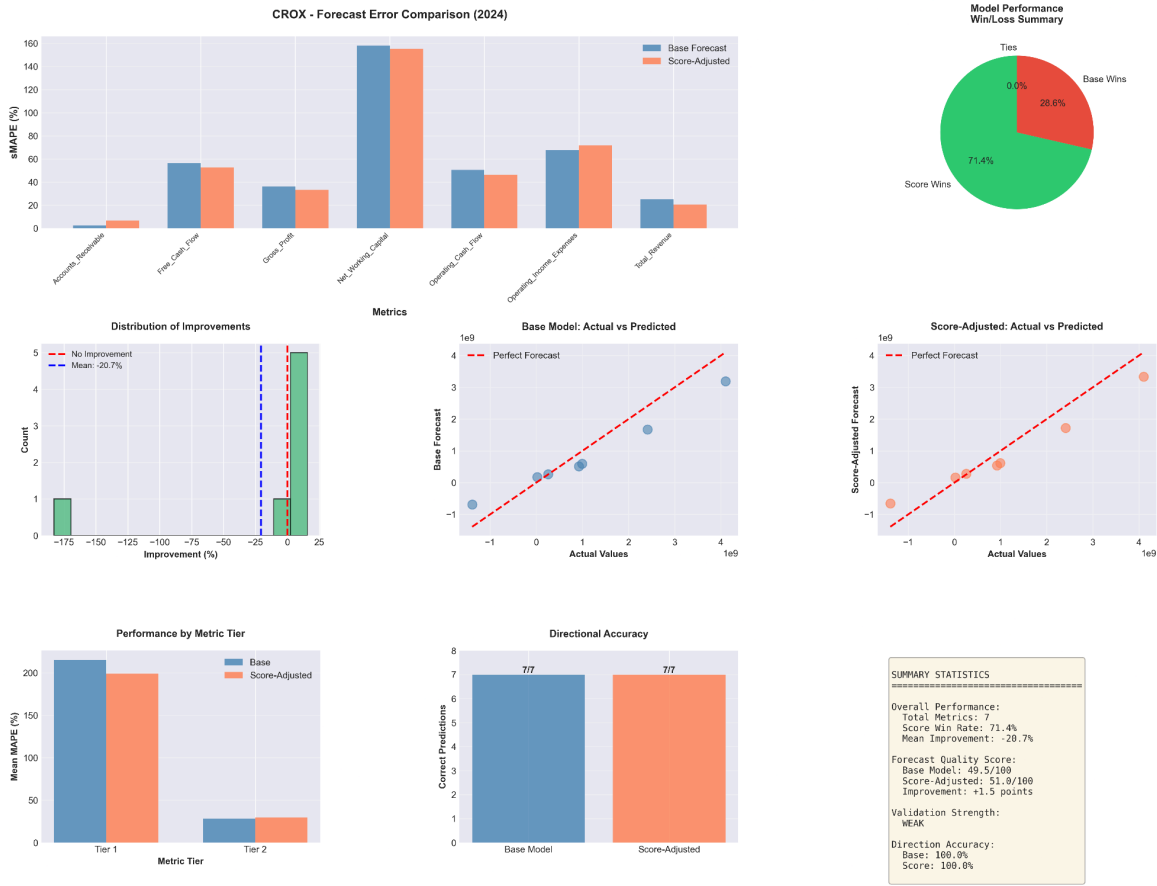 CROX - Forecast Error Comparison (2024)
sMAPE (%)
160
140
120
100
80
60
40
20
0
Base Forecast
Score-Adjusted
Accounts_Receivable
Free_Cash_Flow
Gross_Profit
Net_Working_Capital
Operating_Cash_Flow
Operating_Income_Expenses
Total_Revenue
Metrics
Model Performance
Win/Loss Summary
Ties
0.0%
Base Wins
28.6%
71.4%
Score Wins
Distribution of Improvements
Count
5
4
3
2
1
0
No Improvement
Mean: -20.7%
−175
−150
−125
−100
−75
−50
−25
0
25
Improvement (%)
Base Model: Actual vs Predicted
1e9
Base Forecast
4
3
2
1
0
−1
Perfect Forecast
−1
0
1
2
3
4
1e9
Actual Values
Score-Adjusted: Actual vs Predicted
1e9
Score-Adjusted Forecast
4
3
2
1
0
−1
Perfect Forecast
−1
0
1
2
3
4
1e9
Actual Values
Performance by Metric Tier
Mean MAPE (%)
200
150
100
50
0
Base
Score-Adjusted
Tier 1
Tier 2
Metric Tier
Directional Accuracy
Correct Predictions
8
7
6
5
4
3
2
1
0
7/7
7/7
Base Model
Score-Adjusted
SUMMARY STATISTICS
===================================
Overall Performance:
Total Metrics: 7
Score Win Rate: 71.4%
Mean Improvement: -20.7%
Forecast Quality Score:
Base Model: 49.5/100
Score-Adjusted: 51.0/100
Improvement: +1.5 points
Validation Strength:
WEAK
Direction Accuracy:
Base: 100.0%
Score: 100.0%